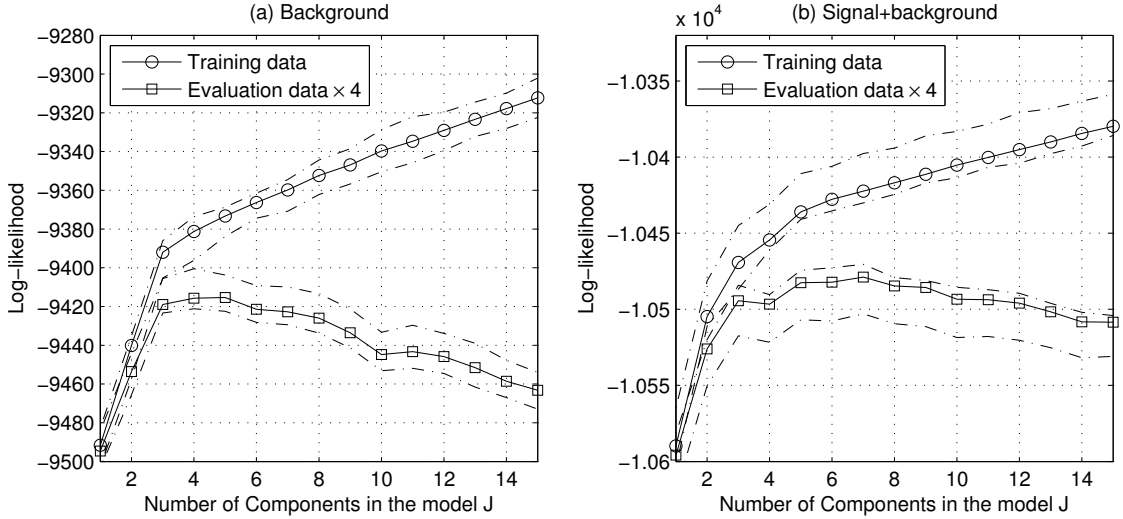 (a) Background
−9280
−9300
−9320
−9340
−9360
−9380
−9400
−9420
−9440
−9460
−9480
−9500
Log−likelihood
Training data
Evaluation data × 4
2 4 6 8 10 12 14
Number of Components in the model J
(b) Signal+background
x 10⁴
−1.035
−1.04
−1.045
−1.05
−1.055
−1.06
Log−likelihood
Training data
Evaluation data × 4
2 4 6 8 10 12 14
Number of Components in the model J